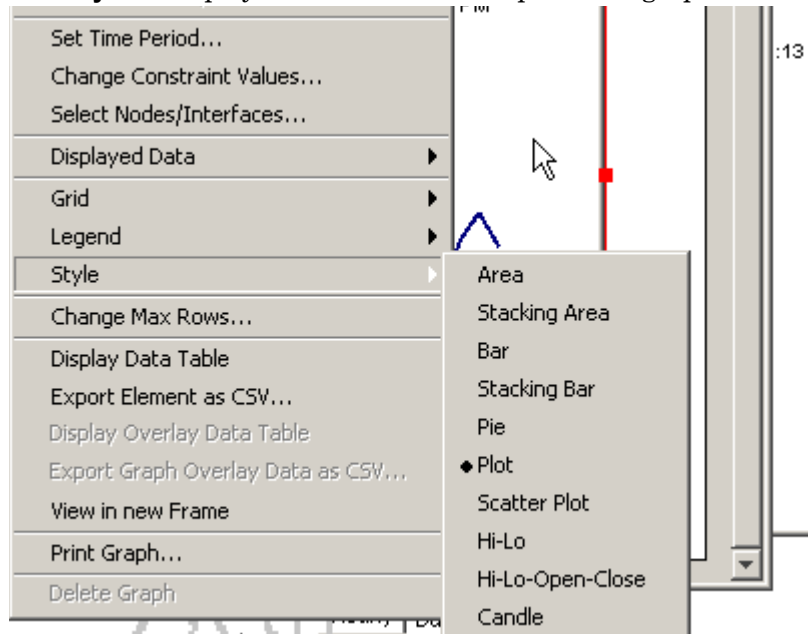 PM
Set Time Period...
Change Constraint Values...
Select Nodes/Interfaces...
Displayed Data
Grid
Legend
Style
Change Max Rows...
Display Data Table
Export Element as CSV...
Display Overlay Data Table
Export Graph Overlay Data as CSV...
View in new Frame
Print Graph...
Delete Graph
:13
Area
Stacking Area
Bar
Stacking Bar
Pie
Plot
Scatter Plot
Hi-Lo
Hi-Lo-Open-Close
Candle